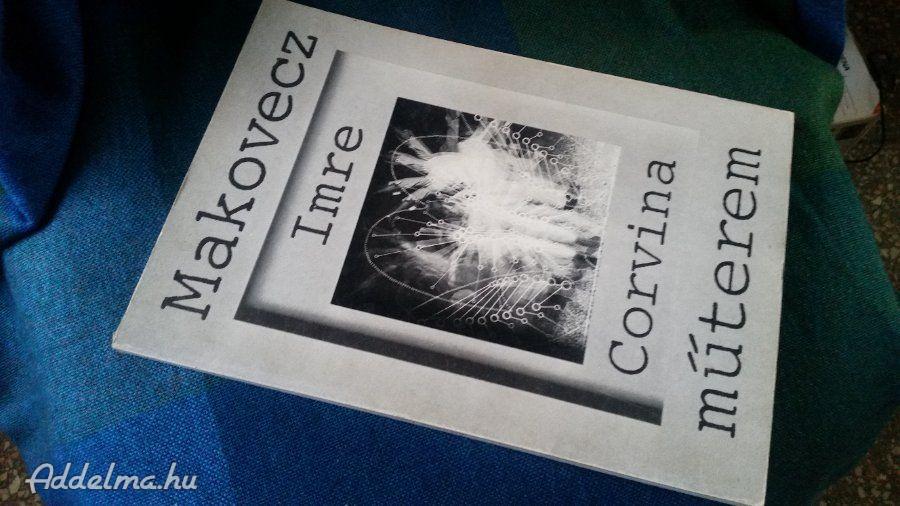 Makovecz
Imre
Corvina
műterem
Addelma.hu